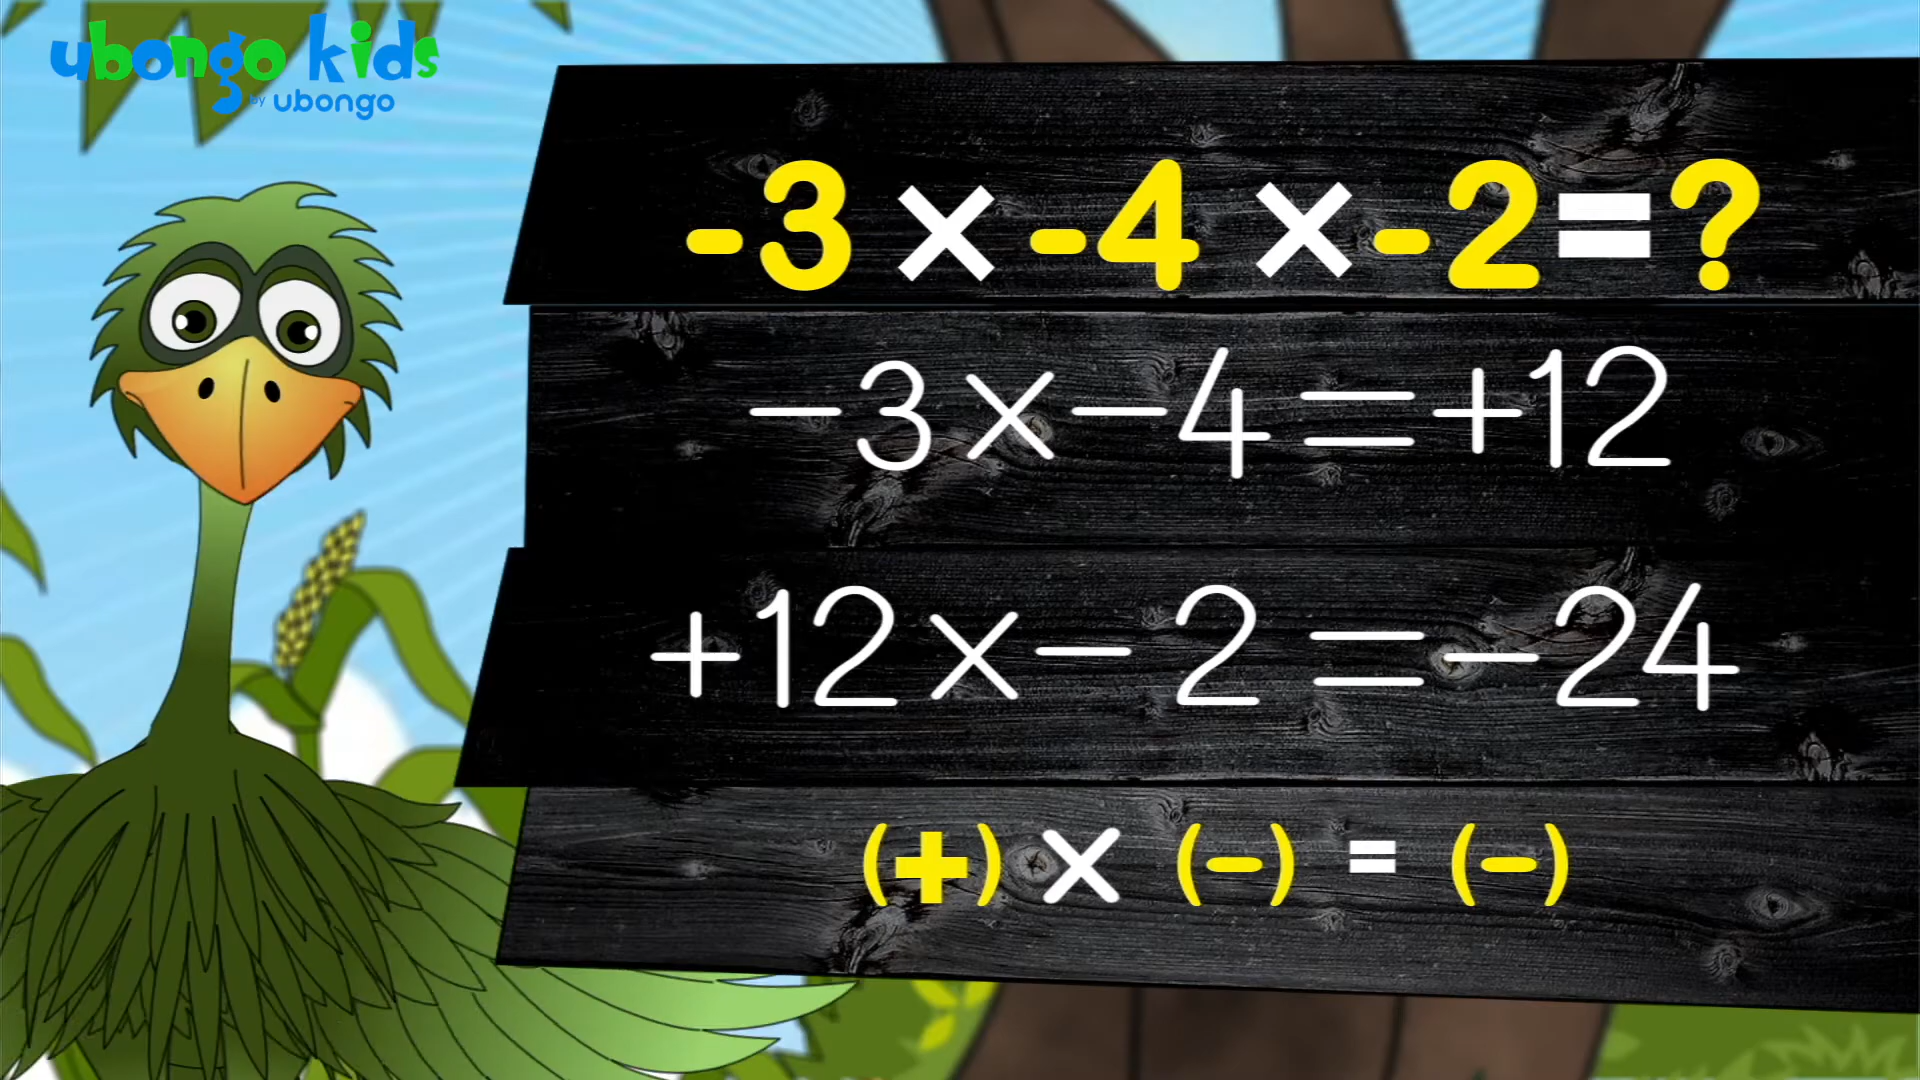 ubongo kids
by ubongo
-3 × -4 × -2 = ?
-3 × -4 = +12
+12 × -2 = -24
(+) × (-) = (-)